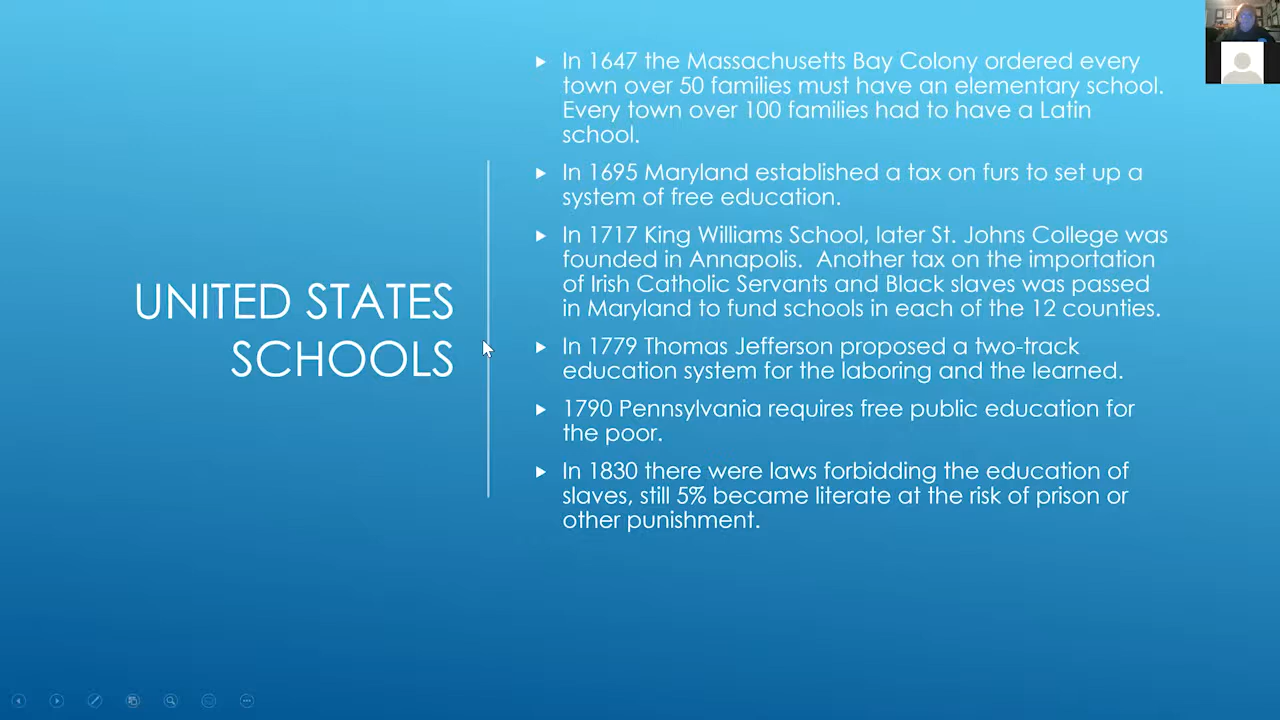 UNITED STATES
SCHOOLS
In 1647 the Massachusetts Bay Colony ordered every
town over 50 families must have an elementary school.
Every town over 100 families had to have a Latin
school.
In 1695 Maryland established a tax on furs to set up a
system of free education.
In 1717 King Williams School, later St. Johns College was
founded in Annapolis.  Another tax on the importation
of Irish Catholic Servants and Black slaves was passed
in Maryland to fund schools in each of the 12 counties.
In 1779 Thomas Jefferson proposed a two-track
education system for the laboring and the learned.
1790 Pennsylvania requires free public education for
the poor.
In 1830 there were laws forbidding the education of
slaves, still 5% became literate at the risk of prison or
other punishment.